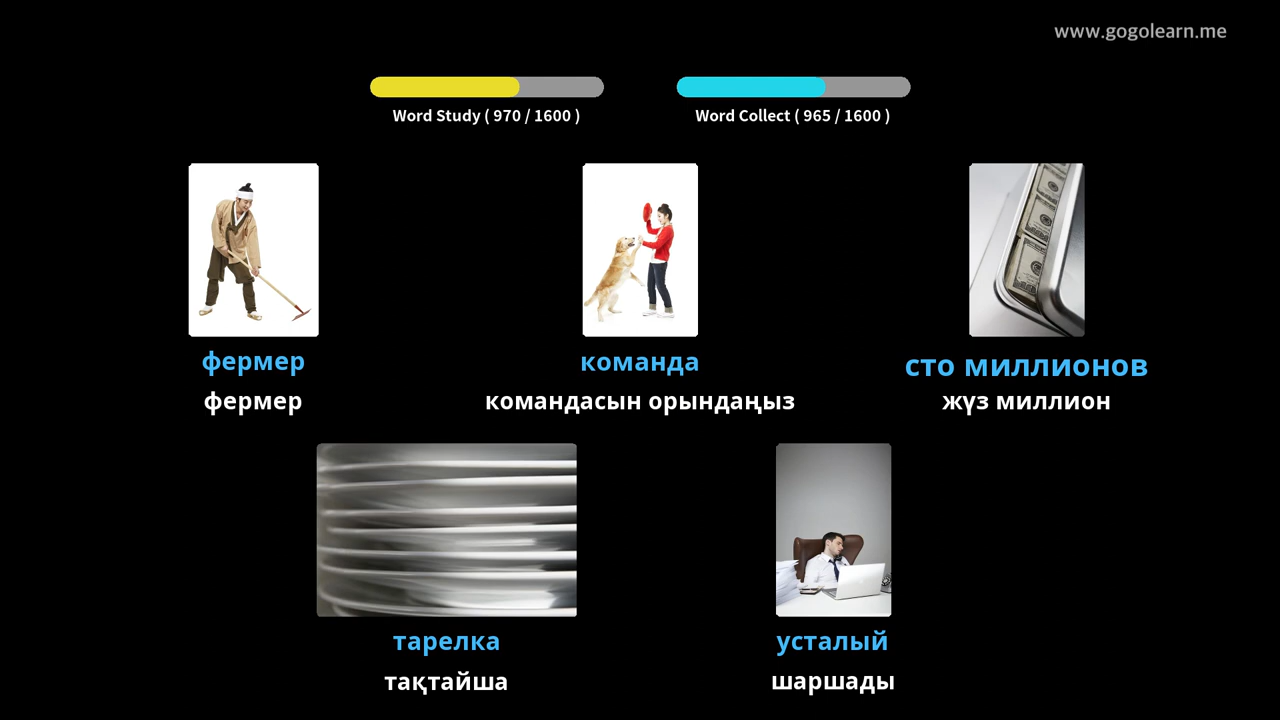 www.gogolearn.me
Word Study ( 970 / 1600 )
Word Collect ( 965 / 1600 )
фермер
фермер
команда
командасын орындаңыз
сто миллионов
жүз миллион
тарелка
тақтайша
усталый
шаршады